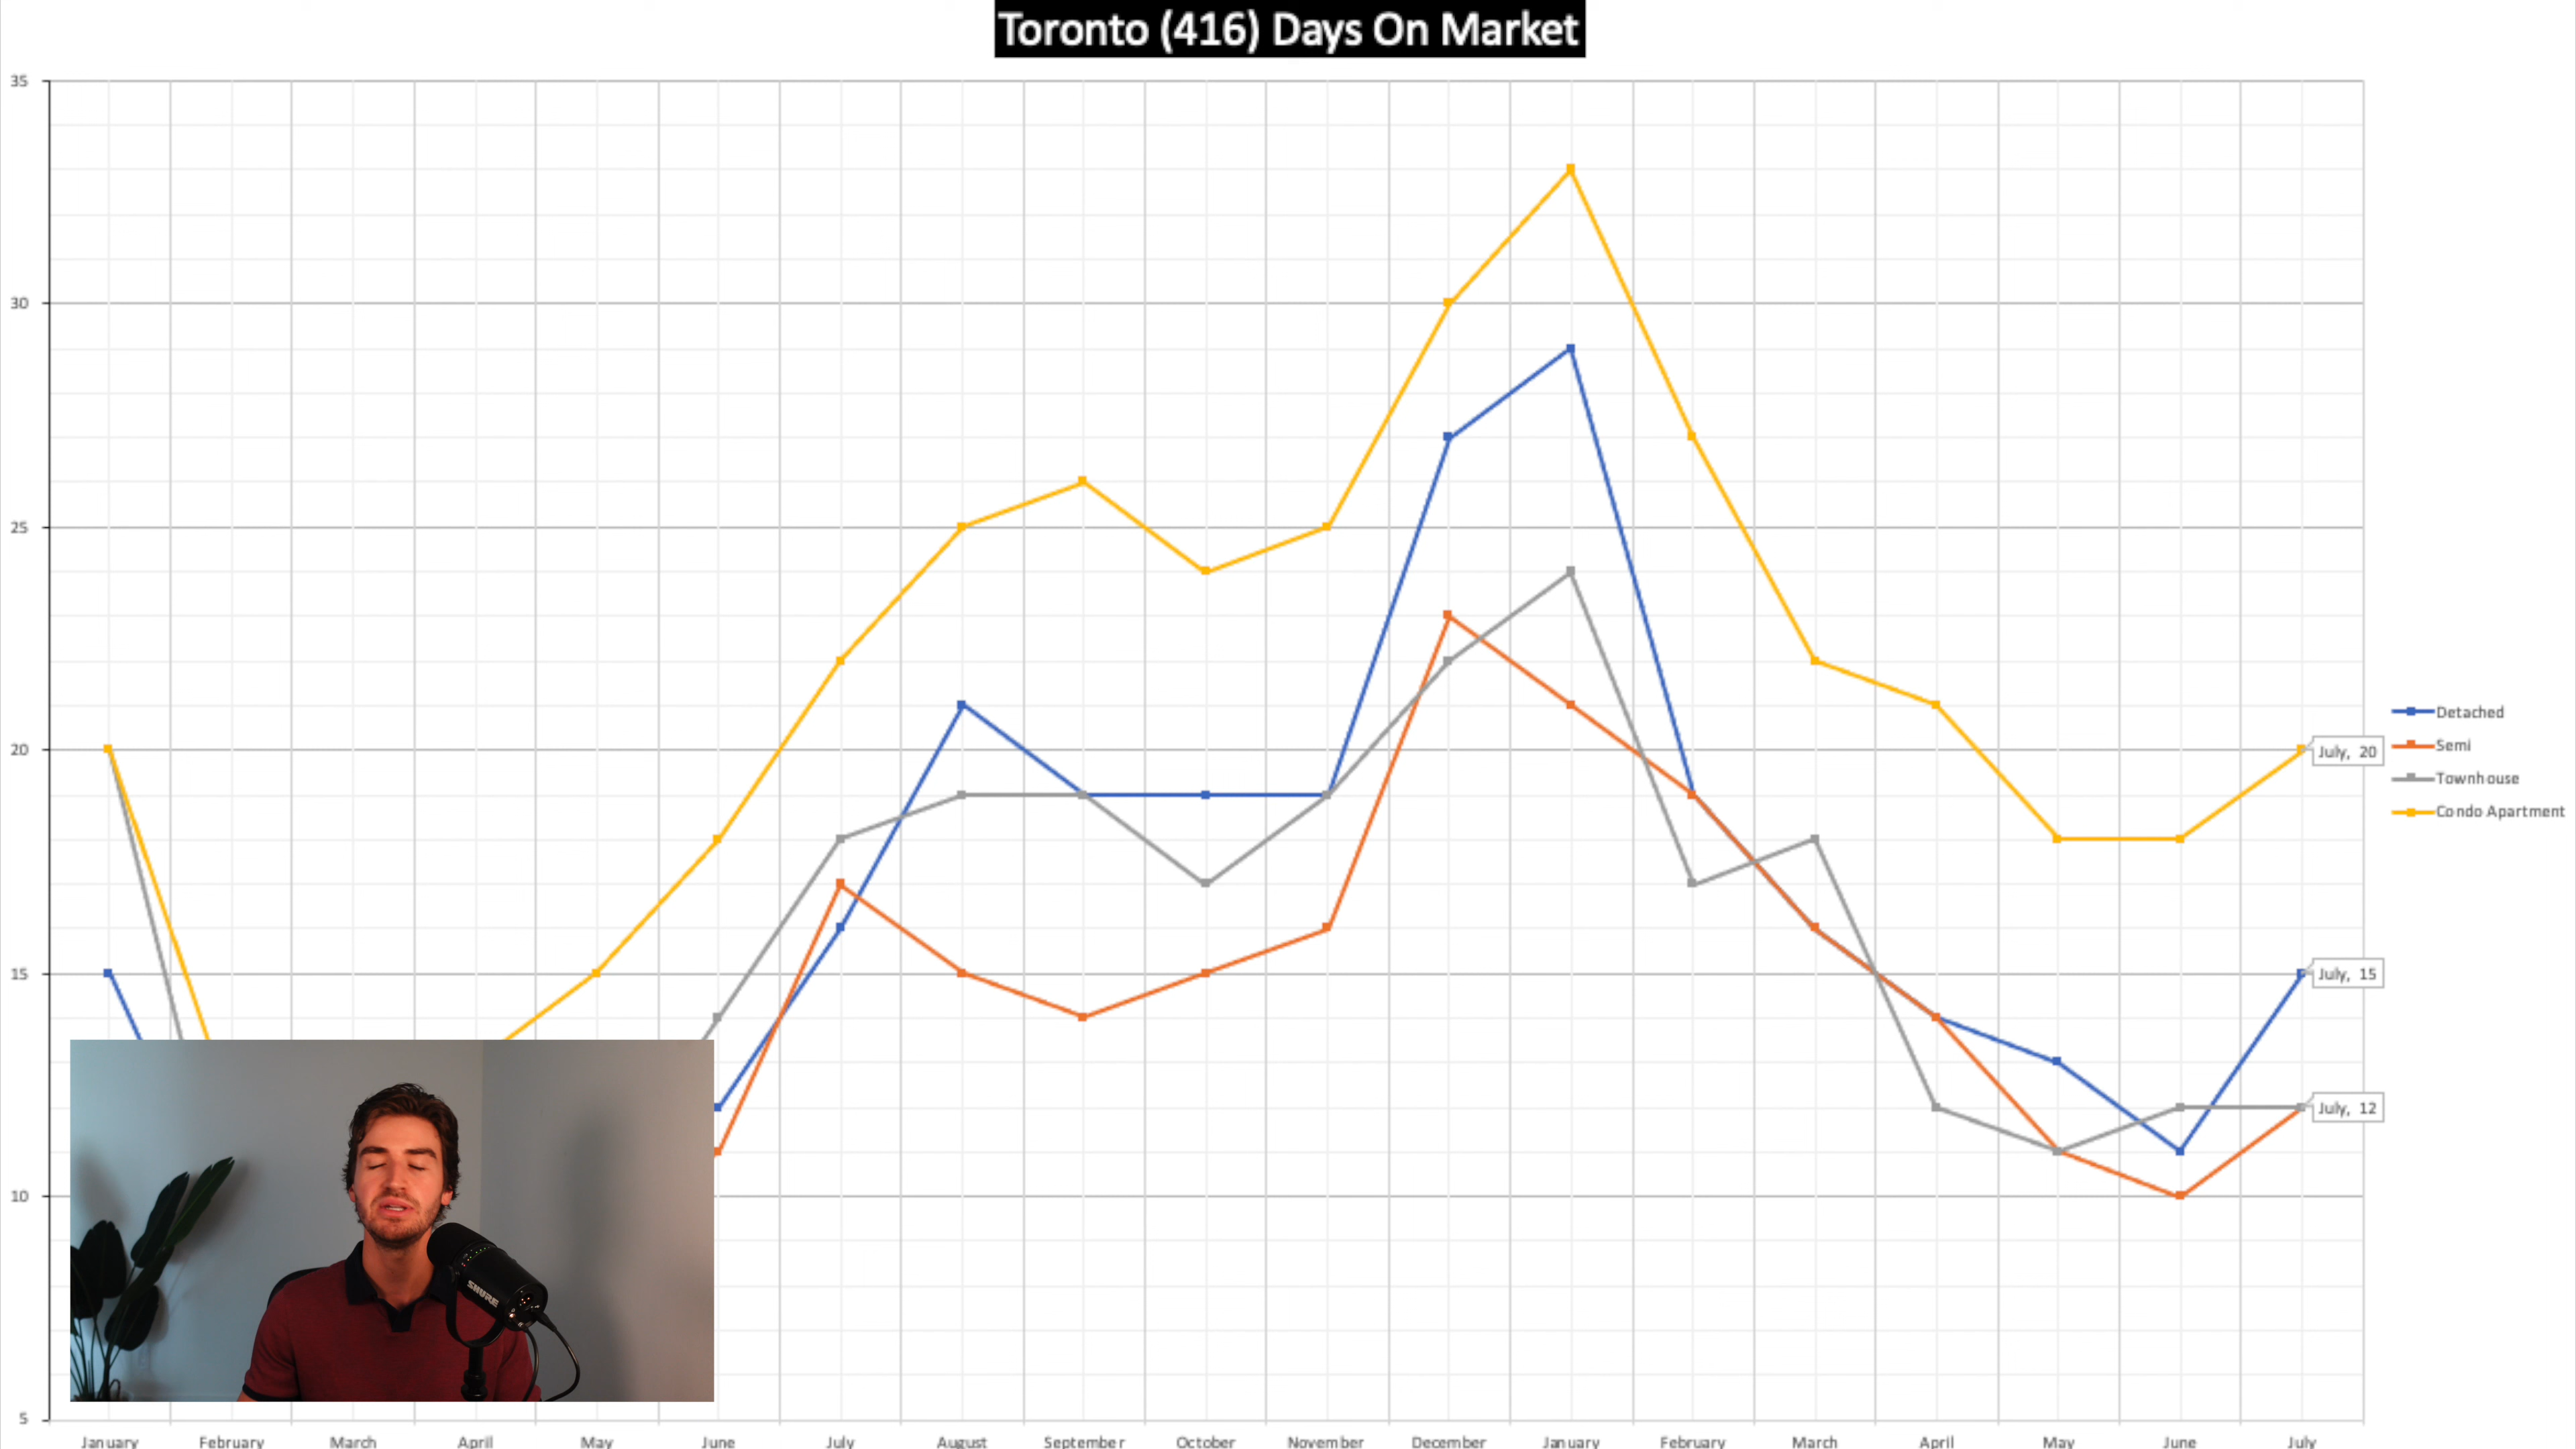 Toronto (416) Days On Market
35
30
25
20
15
10
5
January February March April May June July August September October November December January February March April May June July
July, 20
July, 15
July, 12
Detached
Semi
Townhouse
Condo Apartment
SHURE